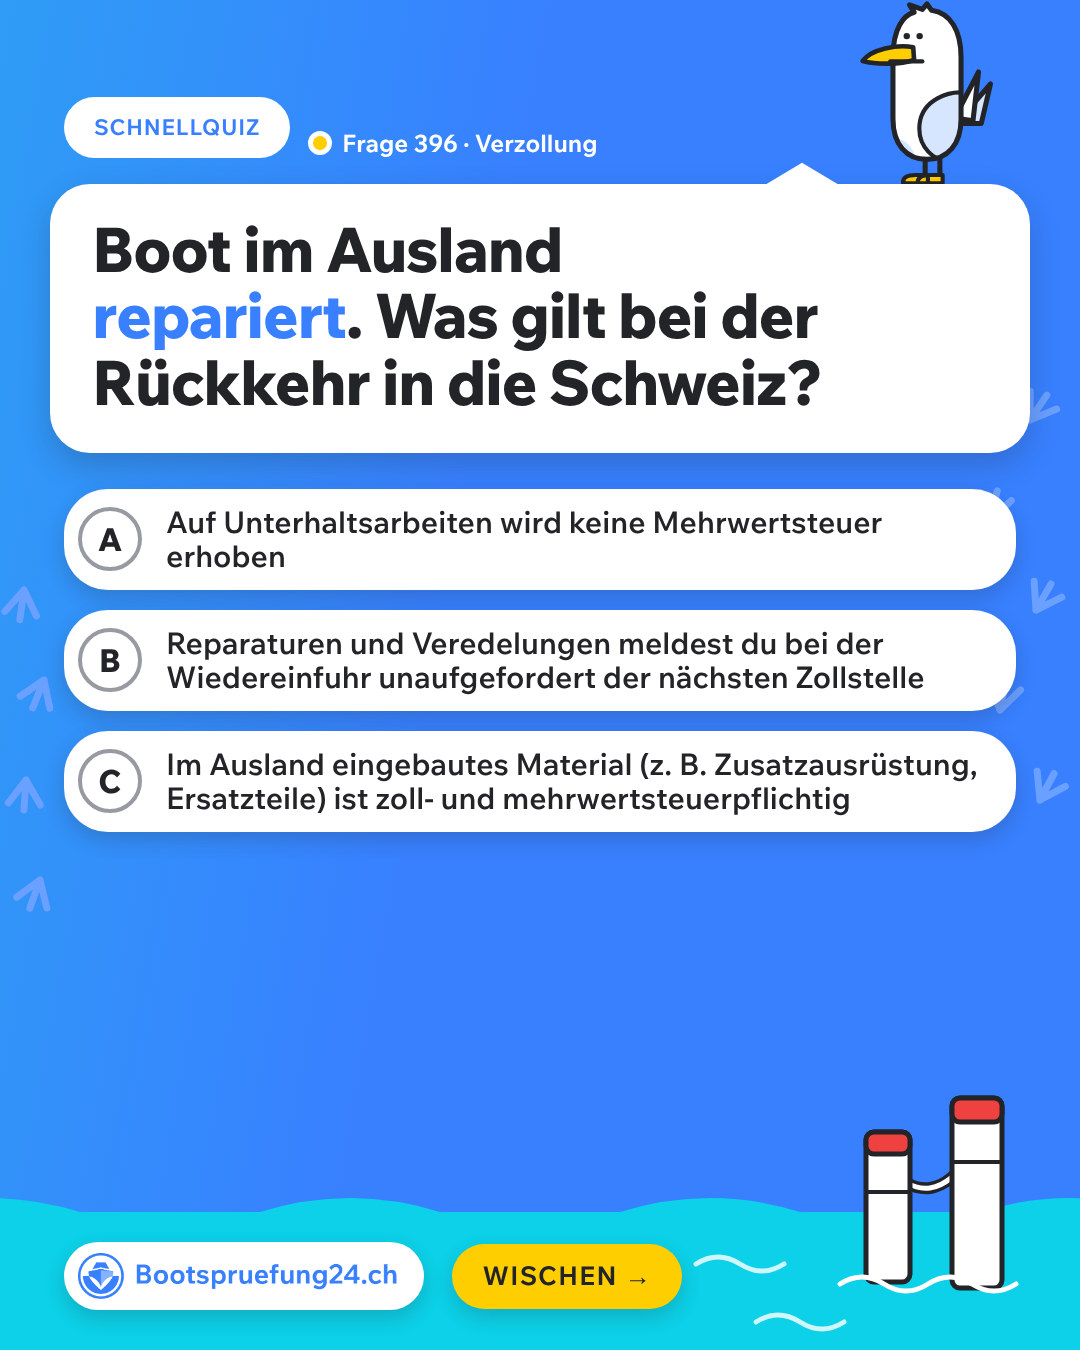 SCHNELLQUIZ
Frage 396 · Verzollung
Boot im Ausland
repariert. Was gilt bei der
Rückkehr in die Schweiz?
A
Auf Unterhaltsarbeiten wird keine Mehrwertsteuer
erhoben
B
Reparaturen und Veredelungen meldest du bei der
Wiedereinfuhr unaufgefordert der nächsten Zollstelle
C
Im Ausland eingebautes Material (z. B. Zusatzausrüstung,
Ersatzteile) ist zoll- und mehrwertsteuerpflichtig
Bootspruefung24.ch
WISCHEN →